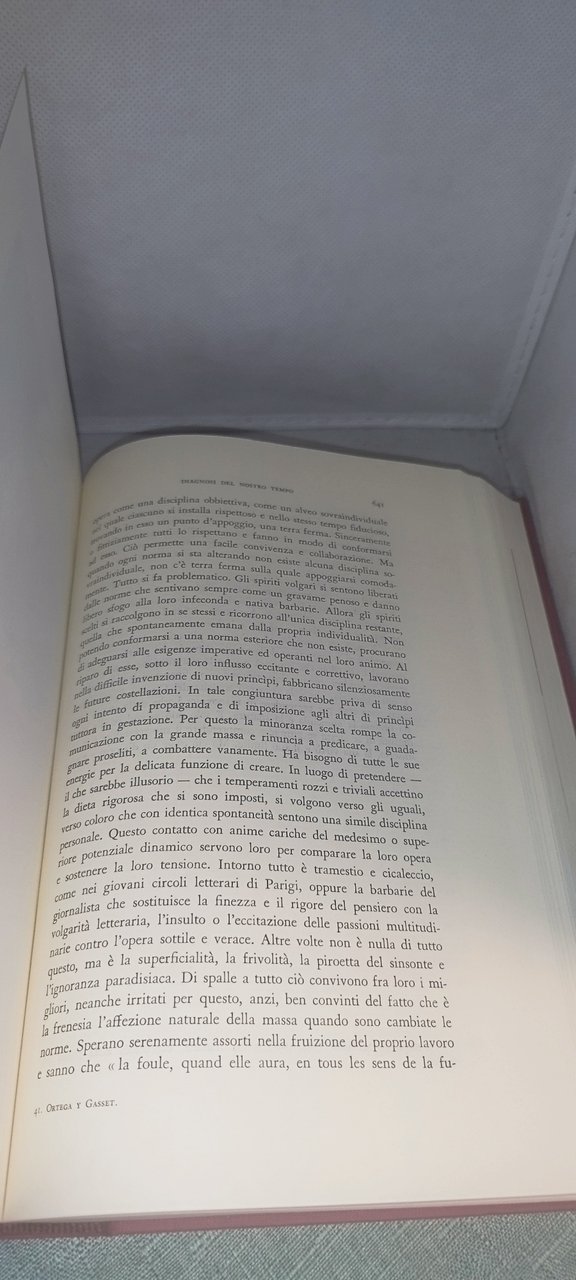 DIAGNOSI DEL NOSTRO TEMPO 641
opera come una disciplina obbiettiva, come un alveo sovraindividuale
nel quale ciascuno si installa rispettoso e nello stesso tempo fiducioso,
trovando in esso un punto d'appoggio, una terra ferma. Sinceramente
o fittiziamente tutti lo rispettano e fanno in modo di conformarsi
ad esso. Ciò permette una facile convivenza e collaborazione. Ma
quando ogni norma si sta alterando non esiste alcuna disciplina so-
vraindividuale, non c'è terra ferma sulla quale appoggiarsi comoda-
mente. Tutto si fa problematico. Gli spiriti volgari si sentono liberati
dalle norme che sentivano sempre come un gravame penoso e danno
libero sfogo alla loro infeconda e nativa barbarie. Allora gli spiriti
scelti si raccolgono in se stessi e ricorrono all'unica disciplina restante,
quella che spontaneamente emana dalla propria individualità. Non
potendo conformarsi a una norma esteriore che non esiste, procurano
di adeguarsi alle esigenze imperative ed operanti nel loro animo. Al
riparo di esse, sotto il loro influsso eccitante e correttivo, lavorano
nella difficile invenzione di nuovi principi, fabbricano silenziosamente
le future costellazioni. In tale congiuntura sarebbe priva di senso
ogni intento di propaganda e di imposizione agli altri di principi
tuttora in gestazione. Per questo la minoranza scelta rompe la co-
municazione con la grande massa e rinuncia a predicare, a guada-
gnare proseliti, a combattere vanamente. Ha bisogno di tutte le sue
energie per la delicata funzione di creare. In luogo di pretendere —
il che sarebbe illusorio — che i temperamenti rozzi e triviali accettino
la dieta rigorosa che si sono imposti, si volgono verso gli uguali,
verso coloro che con identica spontaneità sentono una simile disciplina
personale. Questo contatto con anime cariche del medesimo o supe-
riore potenziale dinamico servono loro per comparare la loro opera
e sostenere la loro tensione. Intorno tutto è tramestio e cicaleccio,
come nei giovani circoli letterari di Parigi, oppure la barbarie del
giornalista che sostituisce la finezza e il rigore del pensiero con la
volgarità letteraria, l'insulto o l'eccitazione delle passioni multitudi-
narie contro l'opera sottile e verace. Altre volte non è nulla di tutto
questo, ma è la superficialità, la frivolità, la piroetta del sinsonte e
l'ignoranza paradisiaca. Di spalle a tutto ciò convivono fra loro i mi-
gliori, neanche irritati per questo, anzi, ben convinti del fatto che è
la frenesia l'affezione naturale della massa quando sono cambiate le
norme. Sperano serenamente assorti nella fruizione del proprio lavoro
e sanno che « la foule, quand elle aura, en tous les sens de la fu-
41. ORTEGA Y GASSET.